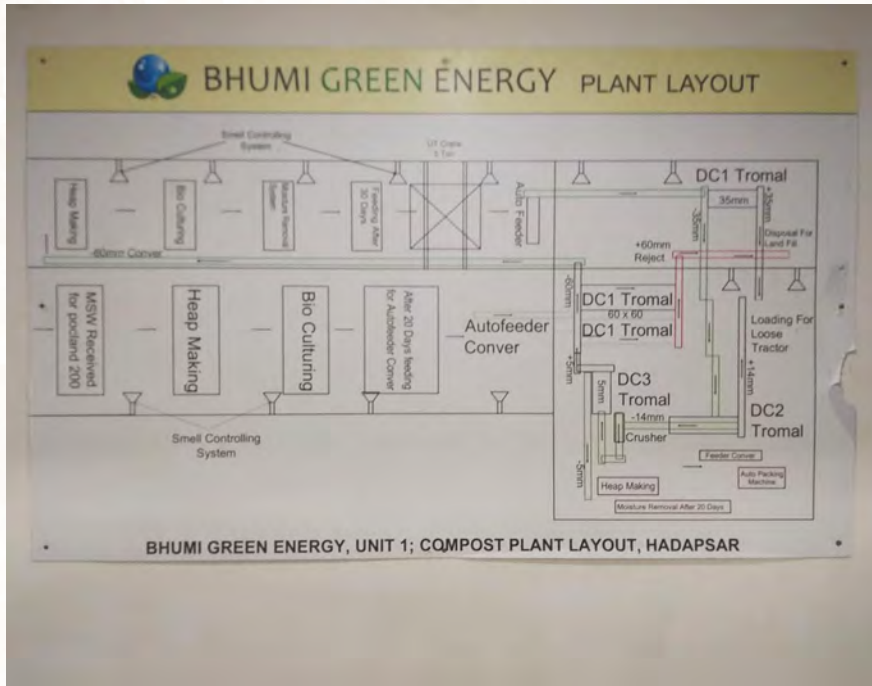 BHUMI GREEN ENERGY PLANT LAYOUT
Smell Controlling
System
Heap Making
Bio Culturing
Moisture Removal
System
Feeding After
30 Days
Auto Feeder
DC1 Tromal
35mm
-35mm
+35mm
Disposal For
Land Fill
+60mm
Reject
-60mm Conver
MSW Received
for pocland 200
Heap Making
Bio Culturing
After 20 Days feeding
for Autofeeder Conver
Autofeeder
Conver
-60mm
DC1 Tromal
60 x 60
DC1 Tromal
Loading For
Loose
Tractor
+14mm
+5mm
5mm
DC3
Tromal
-14mm
Crusher
DC2
Tromal
-5mm
Smell Controlling
System
Feeder Conver
Auto Packing
Machine
Heap Making
Moisture Removal After 20 Days
BHUMI GREEN ENERGY, UNIT 1; COMPOST PLANT LAYOUT, HADAPSAR